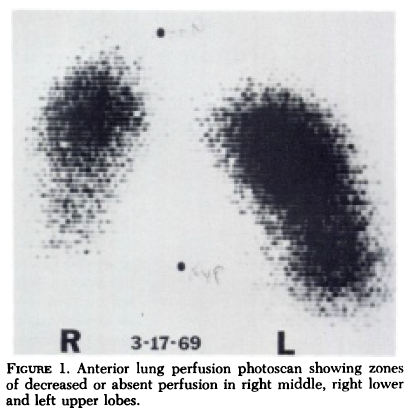 N
xyp
R 3-17-69 L
FIGURE 1. Anterior lung perfusion photoscan showing zones
of decreased or absent perfusion in right middle, right lower
and left upper lobes.